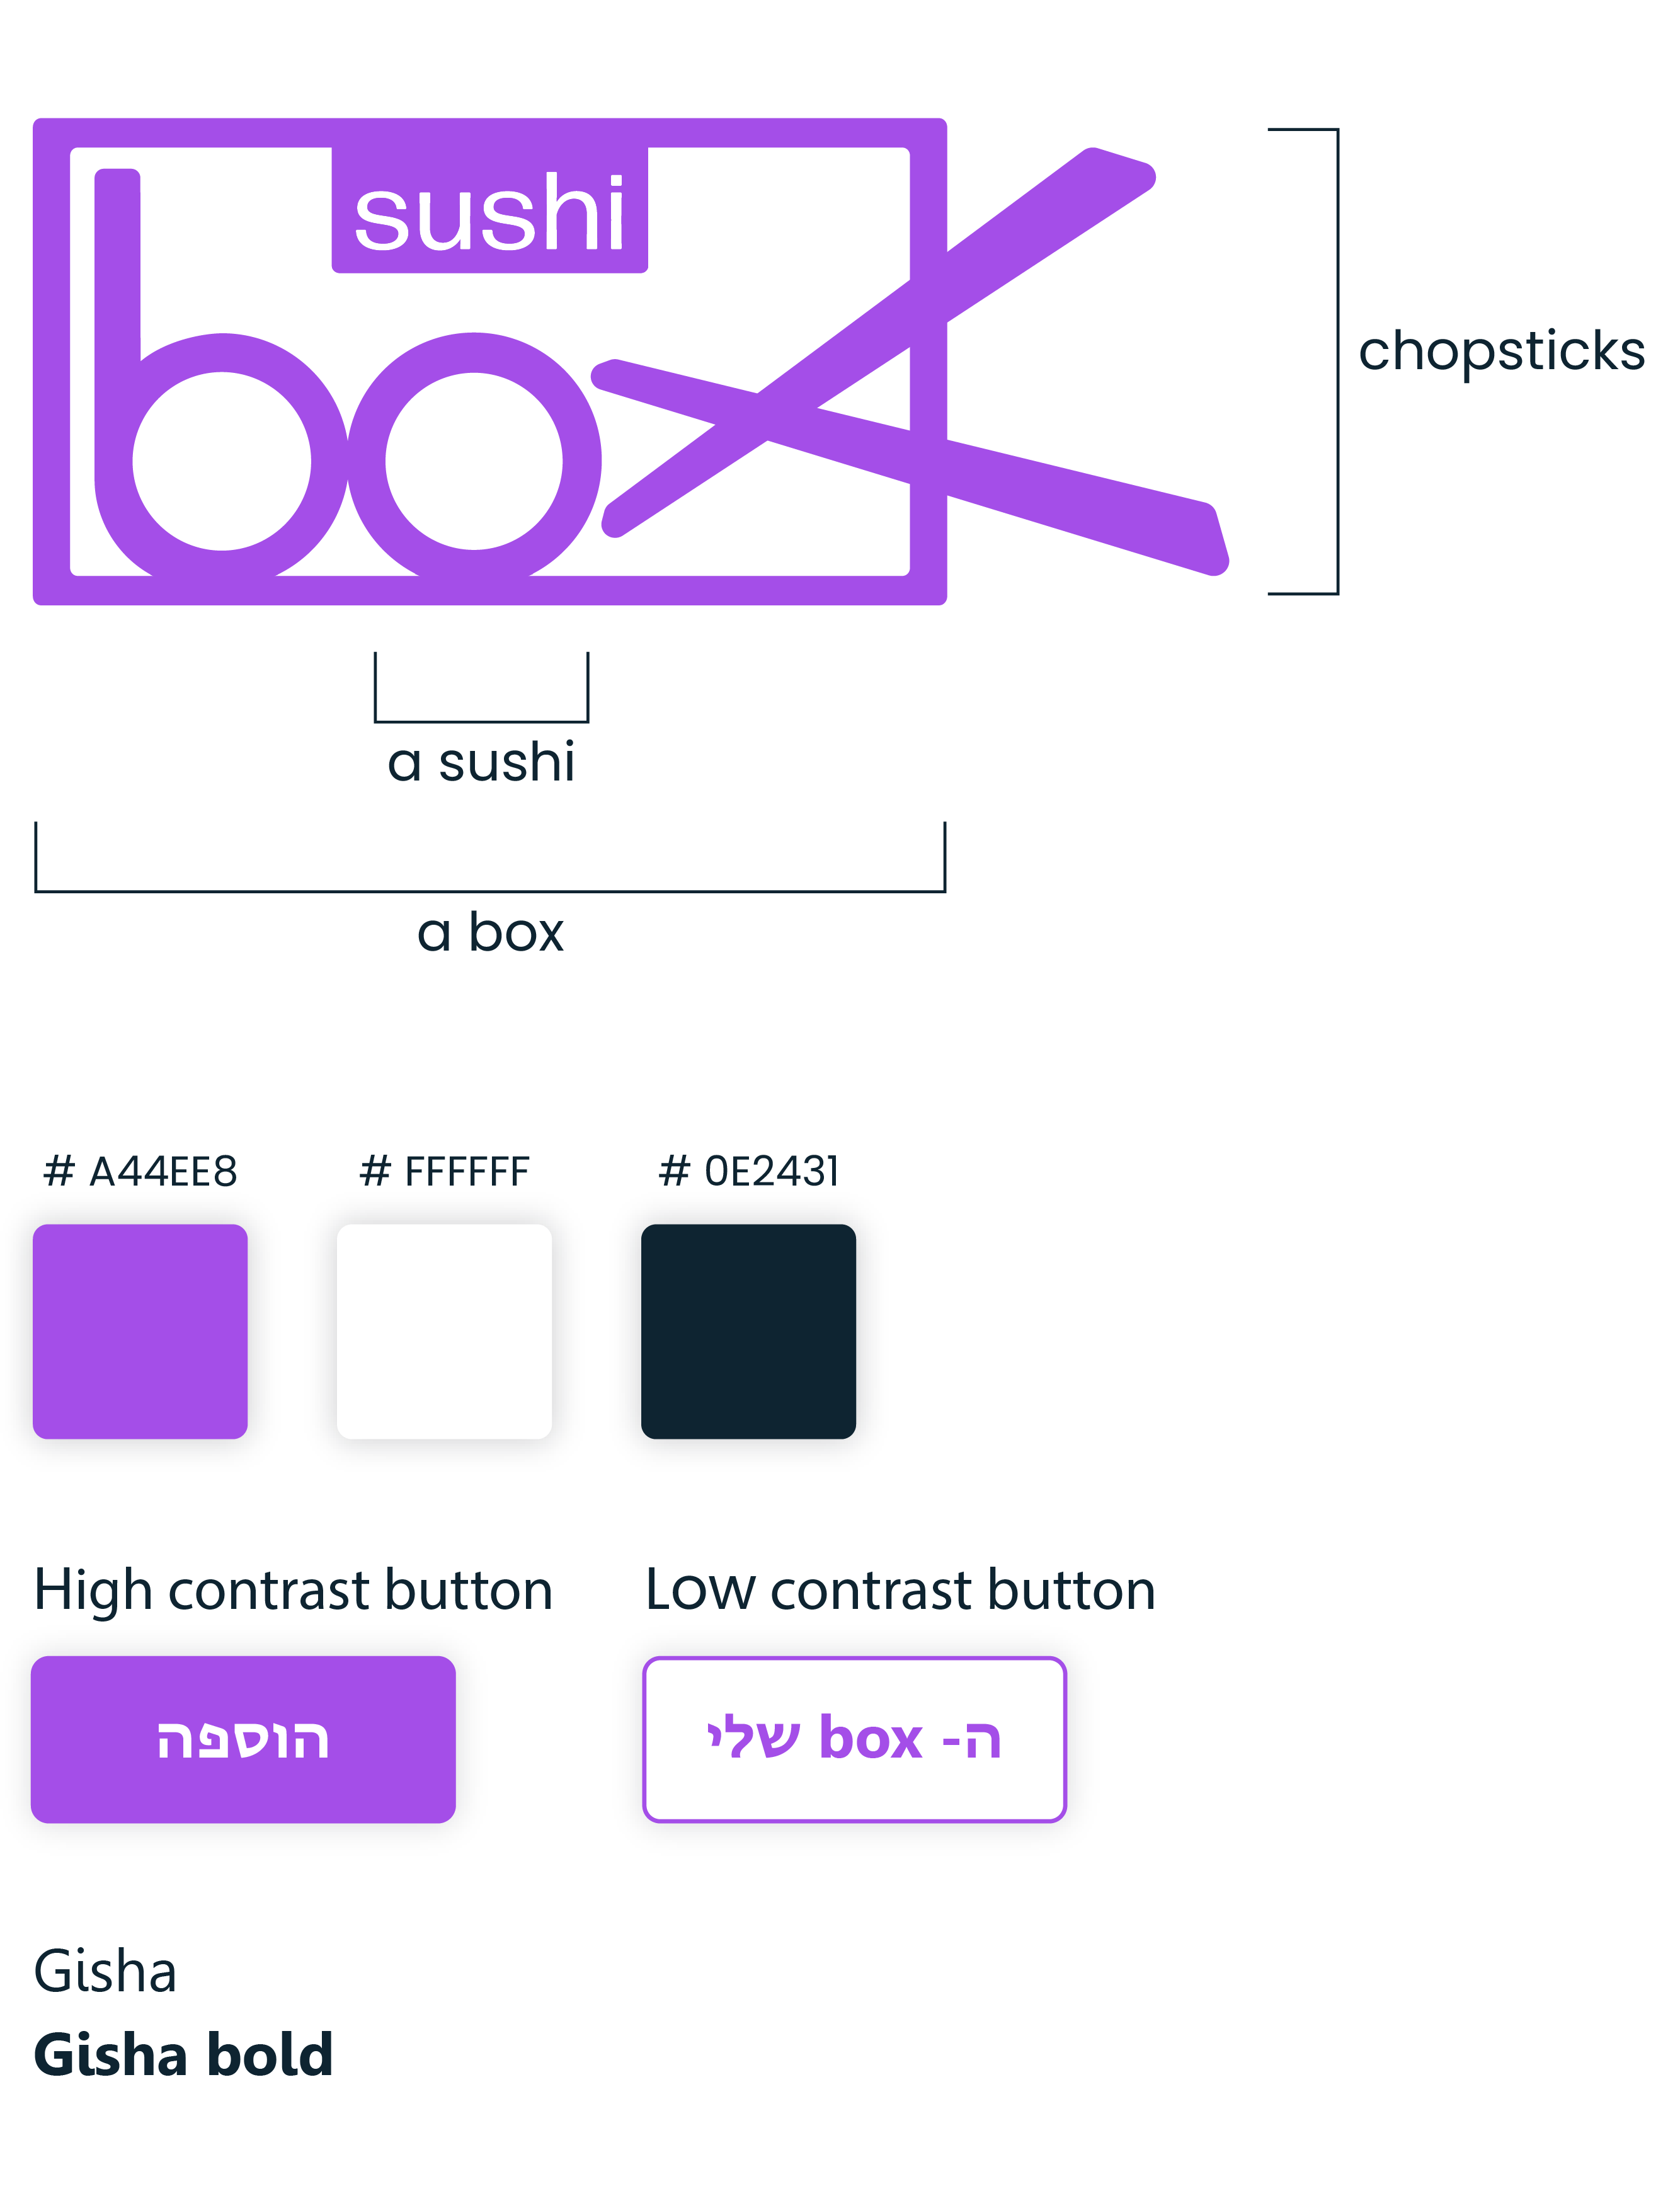 sushi
box
chopsticks
a sushi
a box
# A44EE8
# FFFFFF
# 0E2431
High contrast button
Low contrast button
הוספה
ה- box שלי
Gisha
Gisha bold